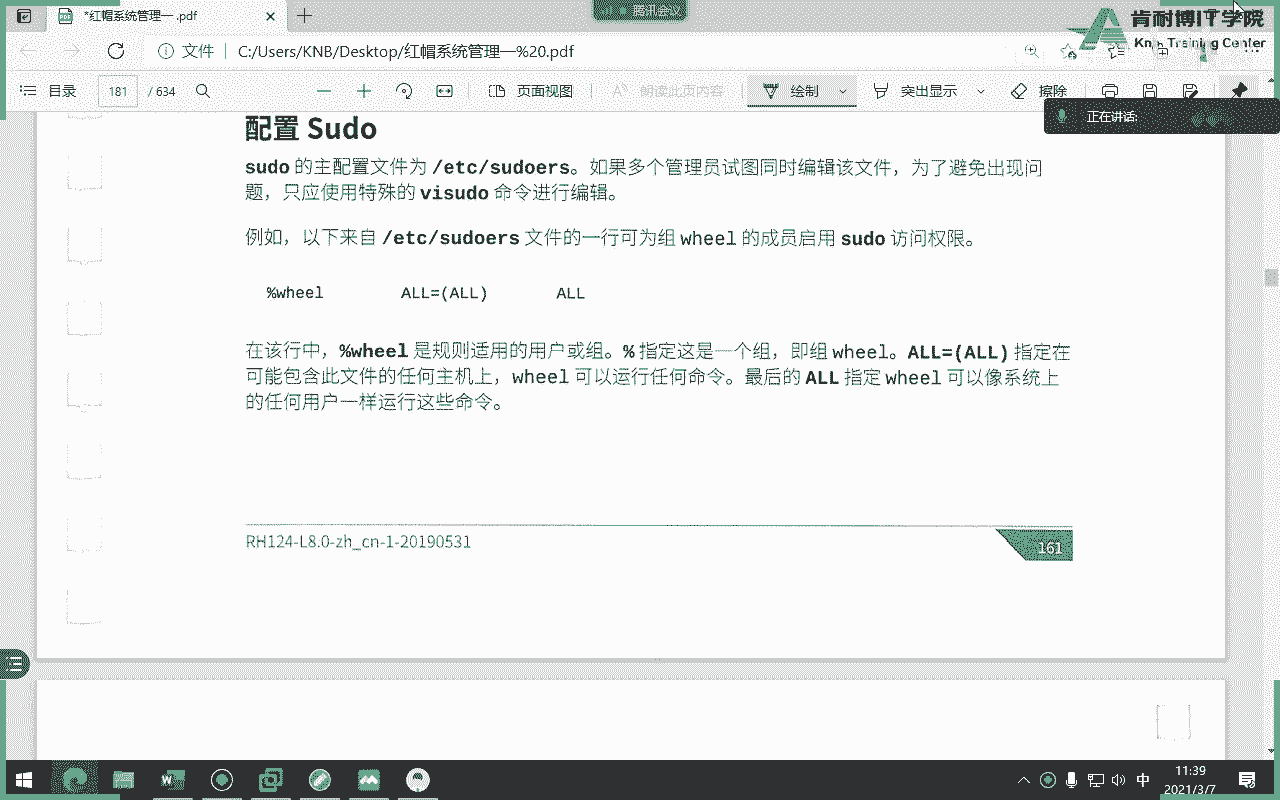 *红帽系统管理一 .pdf
腾讯会议
肯耐博IT学院
KnB Training Center
文件 C:/Users/KNB/Desktop/红帽系统管理一%20.pdf
目录 181 / 634 页面视图 朗读此页内容 绘制 突出显示 擦除
正在讲话:
配置 Sudo
sudo 的主配置文件为 /etc/sudoers。如果多个管理员试图同时编辑该文件，为了避免出现问
题，只应使用特殊的 visudo 命令进行编辑。
例如，以下来自 /etc/sudoers 文件的一行可为组 wheel 的成员启用 sudo 访问权限。
%wheel ALL=(ALL) ALL
在该行中，%wheel 是规则适用的用户或组。% 指定这是一个组，即组 wheel。ALL=(ALL) 指定在
可能包含此文件的任何主机上，wheel 可以运行任何命令。最后的 ALL 指定 wheel 可以像系统上
的任何用户一样运行这些命令。
RH124-L8.0-zh_cn-1-20190531 161
中 11:39
2021/3/7